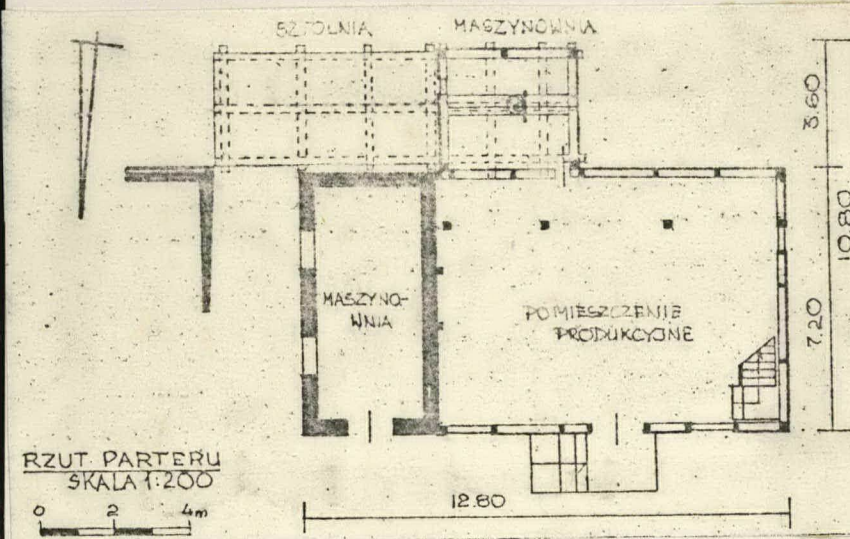 SZTOLNIA
MASZYNOWNIA
3.60
10.80
7.20
MASZYNO-
WNIA
POMIESZCZENIE
PRODUKCYJNE
RZUT PARTERU
SKALA 1:200
0 2 4m
12.80